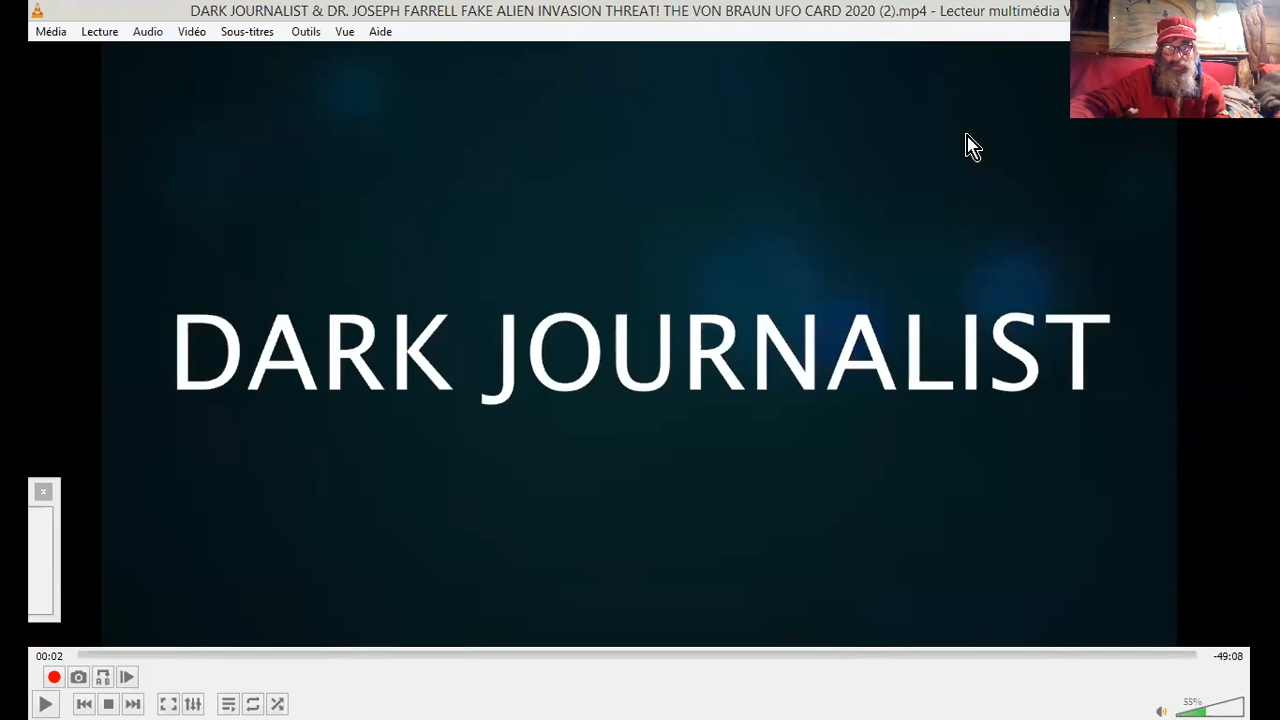 DARK JOURNALIST & DR. JOSEPH FARRELL FAKE ALIEN INVASION THREAT! THE VON BRAUN UFO CARD 2020 (2).mp4 - Lecteur multimédia V
Média Lecture Audio Vidéo Sous-titres Outils Vue Aide
DARK JOURNALIST
x
00:02 -49:08
A B
55%